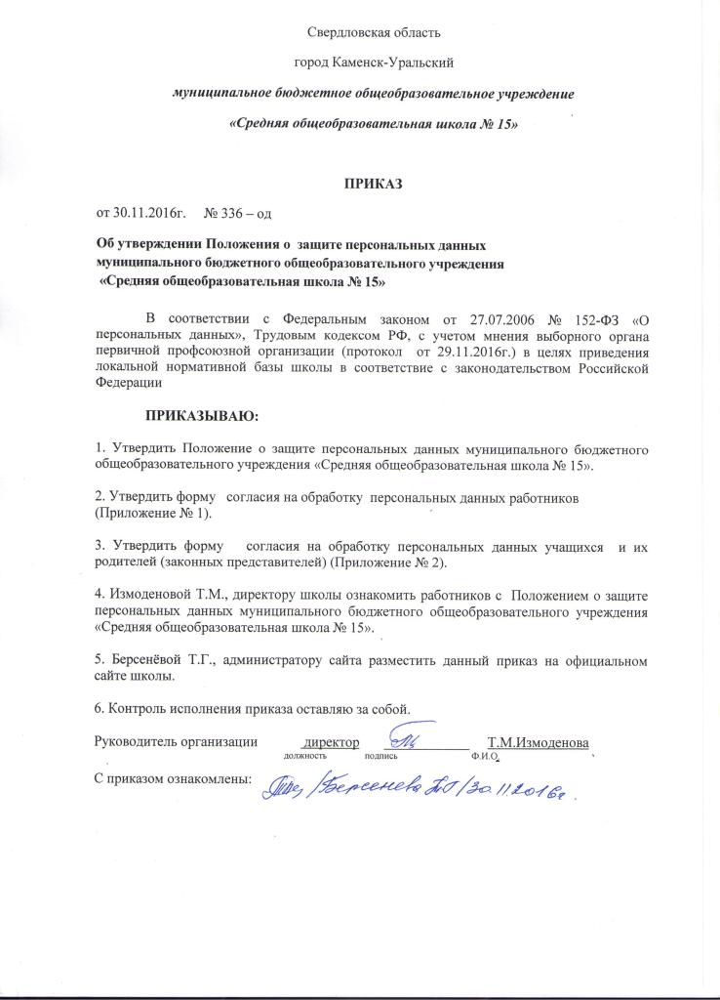 Свердловская область
город Каменск-Уральский
муниципальное бюджетное общеобразовательное учреждение
«Средняя общеобразовательная школа № 15»
ПРИКАЗ
от 30.11.2016г. № 336 – од
Об утверждении Положения о защите персональных данных
муниципального бюджетного общеобразовательного учреждения
«Средняя общеобразовательная школа № 15»
В соответствии с Федеральным законом от 27.07.2006 № 152-ФЗ «О
персональных данных», Трудовым кодексом РФ, с учетом мнения выборного органа
первичной профсоюзной организации (протокол от 29.11.2016г.) в целях приведения
локальной нормативной базы школы в соответствие с законодательством Российской
Федерации
ПРИКАЗЫВАЮ:
1. Утвердить Положение о защите персональных данных муниципального бюджетного
общеобразовательного учреждения «Средняя общеобразовательная школа № 15».
2. Утвердить форму согласия на обработку персональных данных работников
(Приложение № 1).
3. Утвердить форму согласия на обработку персональных данных учащихся и их
родителей (законных представителей) (Приложение № 2).
4. Измоденовой Т.М., директору школы ознакомить работников с Положением о защите
персональных данных муниципального бюджетного общеобразовательного учреждения
«Средняя общеобразовательная школа № 15».
5. Берсенёвой Т.Г., администратору сайта разместить данный приказ на официальном
сайте школы.
6. Контроль исполнения приказа оставляю за собой.
Руководитель организации директор Т.М.Измоденова
должность подпись Ф.И.О.
С приказом ознакомлены: /Берсенева Т.Г/30.11.2016г.